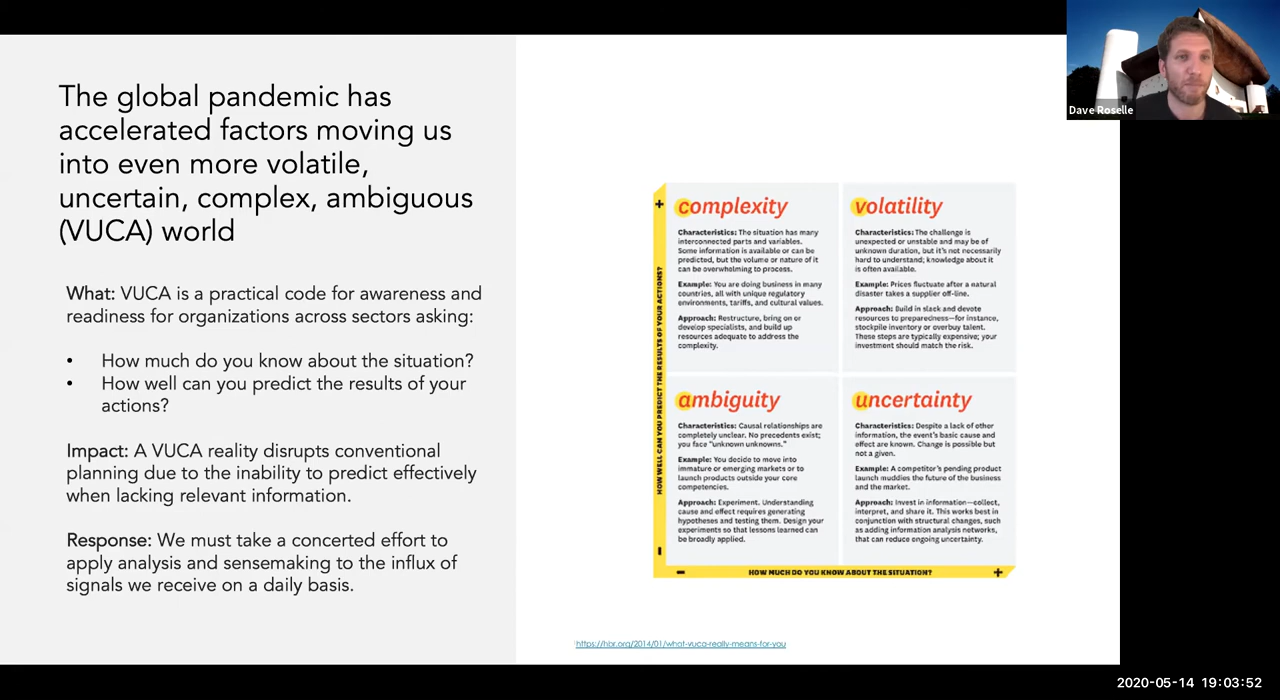 The global pandemic has
accelerated factors moving us
into even more volatile,
uncertain, complex, ambiguous
(VUCA) world
What: VUCA is a practical code for awareness and
readiness for organizations across sectors asking:
• How much do you know about the situation?
• How well can you predict the results of your
actions?
Impact: A VUCA reality disrupts conventional
planning due to the inability to predict effectively
when lacking relevant information.
Response: We must take a concerted effort to
apply analysis and sensemaking to the influx of
signals we receive on a daily basis.
+
HOW WELL CAN YOU PREDICT THE RESULTS OF YOUR ACTIONS?
–
complexity
Characteristics: The situation has many
interconnected parts and variables.
Some information is available or can be
predicted, but the volume or nature of it
can be overwhelming to process.
Example: You are doing business in many
countries, all with unique regulatory
environments, tariffs, and cultural values.
Approach: Restructure, bring on or
develop specialists, and build up
resources adequate to address the
complexity.
volatility
Characteristics: The challenge is
unexpected or unstable and may be of
unknown duration, but it's not necessarily
hard to understand; knowledge about it
is often available.
Example: Prices fluctuate after a natural
disaster takes a supplier off-line.
Approach: Build in slack and devote
resources to preparedness—for instance,
stockpile inventory or overbuy talent.
These steps are typically expensive; your
investment should match the risk.
ambiguity
Characteristics: Causal relationships are
completely unclear. No precedents exist;
you face "unknown unknowns."
Example: You decide to move into
immature or emerging markets or to
launch products outside your core
competencies.
Approach: Experiment. Understanding
cause and effect requires generating
hypotheses and testing them. Design your
experiments so that lessons learned can
be broadly applied.
uncertainty
Characteristics: Despite a lack of other
information, the event's basic cause and
effect are known. Change is possible but
not a given.
Example: A competitor's pending product
launch muddies the future of the business
and the market.
Approach: Invest in information—collect,
interpret, and share it. This works best in
conjunction with structural changes, such
as adding information analysis networks,
that can reduce ongoing uncertainty.
– HOW MUCH DO YOU KNOW ABOUT THE SITUATION? +
https://hbr.org/2014/01/what-vuca-really-means-for-you
Dave Roselle
2020-05-14 19:03:52